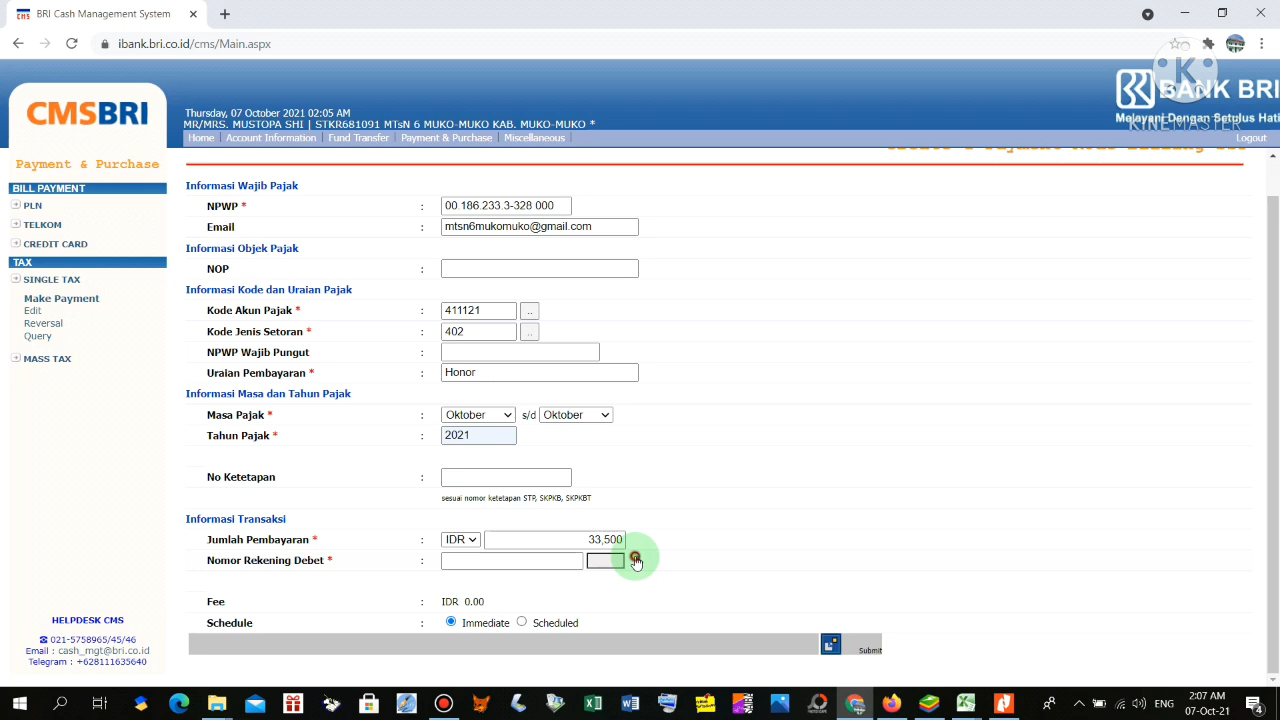 BRI Cash Management System
ibank.bri.co.id/cms/Main.aspx
CMSBRI
Thursday, 07 October 2021 02:05 AM
MR/MRS. MUSTOPA SHI | STKR681091 MTsN 6 MUKO-MUKO KAB. MUKO-MUKO *
BANK BRI
Melayani Dengan Setulus Hati
KINEMASTER
Home | Account Information | Fund Transfer | Payment & Purchase | Miscellaneous
Logout
Payment & Purchase
BILL PAYMENT
PLN
TELKOM
CREDIT CARD
TAX
SINGLE TAX
Make Payment
Edit
Reversal
Query
MASS TAX
HELPDESK CMS
☎ 021-5758965/45/46
Email : cash_mgt@bri.co.id
Telegram : +628111635640
Informasi Wajib Pajak
NPWP * : 00.186.233.3-328 000
Email : mtsn6mukomuko@gmail.com
Informasi Objek Pajak
NOP :
Informasi Kode dan Uraian Pajak
Kode Akun Pajak * : 411121 ..
Kode Jenis Setoran * : 402 ..
NPWP Wajib Pungut :
Uraian Pembayaran * : Honor
Informasi Masa dan Tahun Pajak
Masa Pajak * : Oktober s/d Oktober
Tahun Pajak * : 2021
No Ketetapan :
sesuai nomor ketetapan STP, SKPKB, SKPKBT
Informasi Transaksi
Jumlah Pembayaran * : IDR 33,500
Nomor Rekening Debet * :
Fee : IDR 0.00
Schedule : Immediate Scheduled
Submit
ENG
2:07 AM
07-Oct-21
4